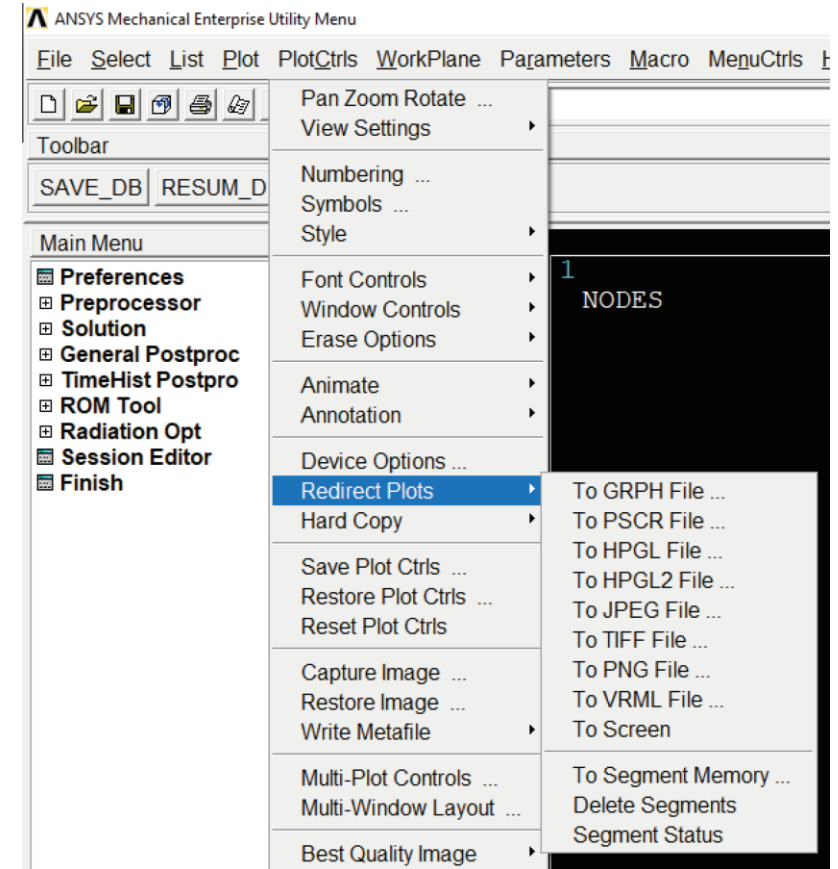 ANSYS Mechanical Enterprise Utility Menu
File Select List Plot PlotCtrls WorkPlane Parameters Macro MenuCtrls
Toolbar
SAVE_DB RESUM_D
Main Menu
Preferences
Preprocessor
Solution
General Postproc
TimeHist Postpro
ROM Tool
Radiation Opt
Session Editor
Finish
Pan Zoom Rotate ...
View Settings
Numbering ...
Symbols ...
Style
Font Controls
Window Controls
Erase Options
Animate
Annotation
Device Options ...
Redirect Plots
Hard Copy
Save Plot Ctrls ...
Restore Plot Ctrls ...
Reset Plot Ctrls
Capture Image ...
Restore Image ...
Write Metafile
Multi-Plot Controls ...
Multi-Window Layout ...
Best Quality Image
1
NODES
To GRPH File ...
To PSCR File ...
To HPGL File ...
To HPGL2 File ...
To JPEG File ...
To TIFF File ...
To PNG File ...
To VRML File ...
To Screen
To Segment Memory ...
Delete Segments
Segment Status